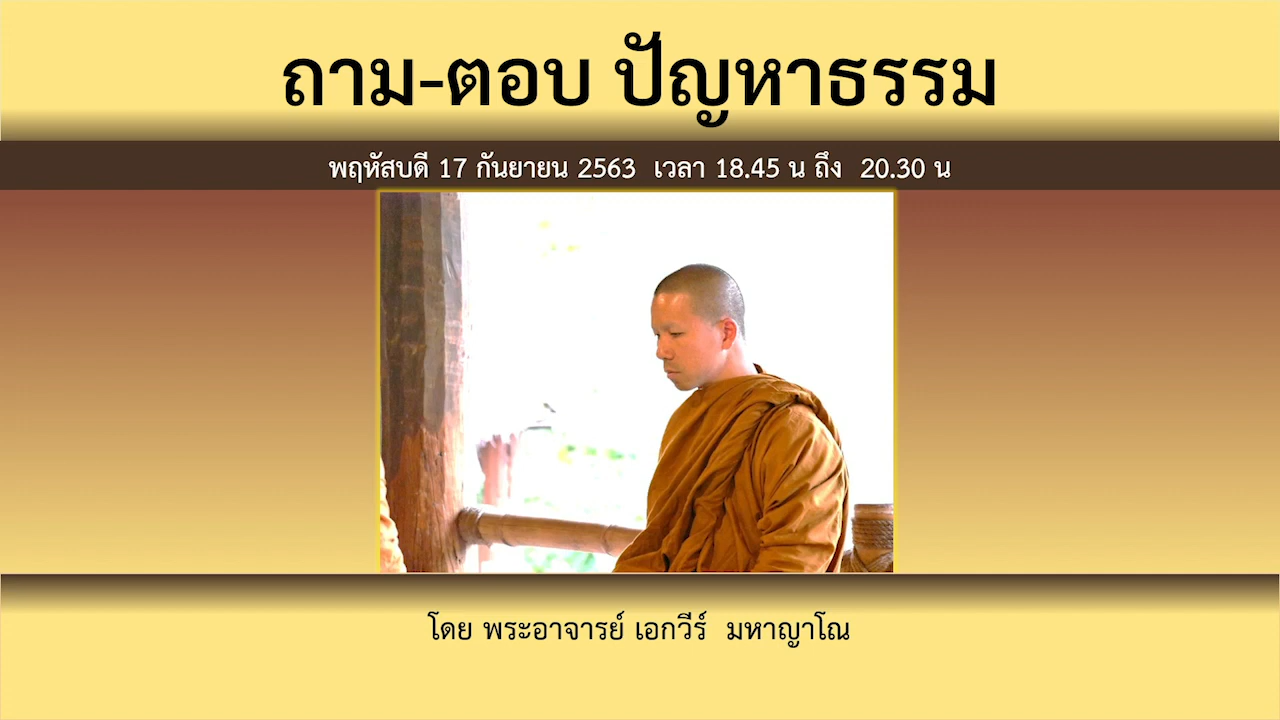 ถาม-ตอบ ปัญหาธรรม
พฤหัสบดี 17 กันยายน 2563 เวลา 18.45 น ถึง 20.30 น
โดย พระอาจารย์ เอกวีร์ มหาญาโณ